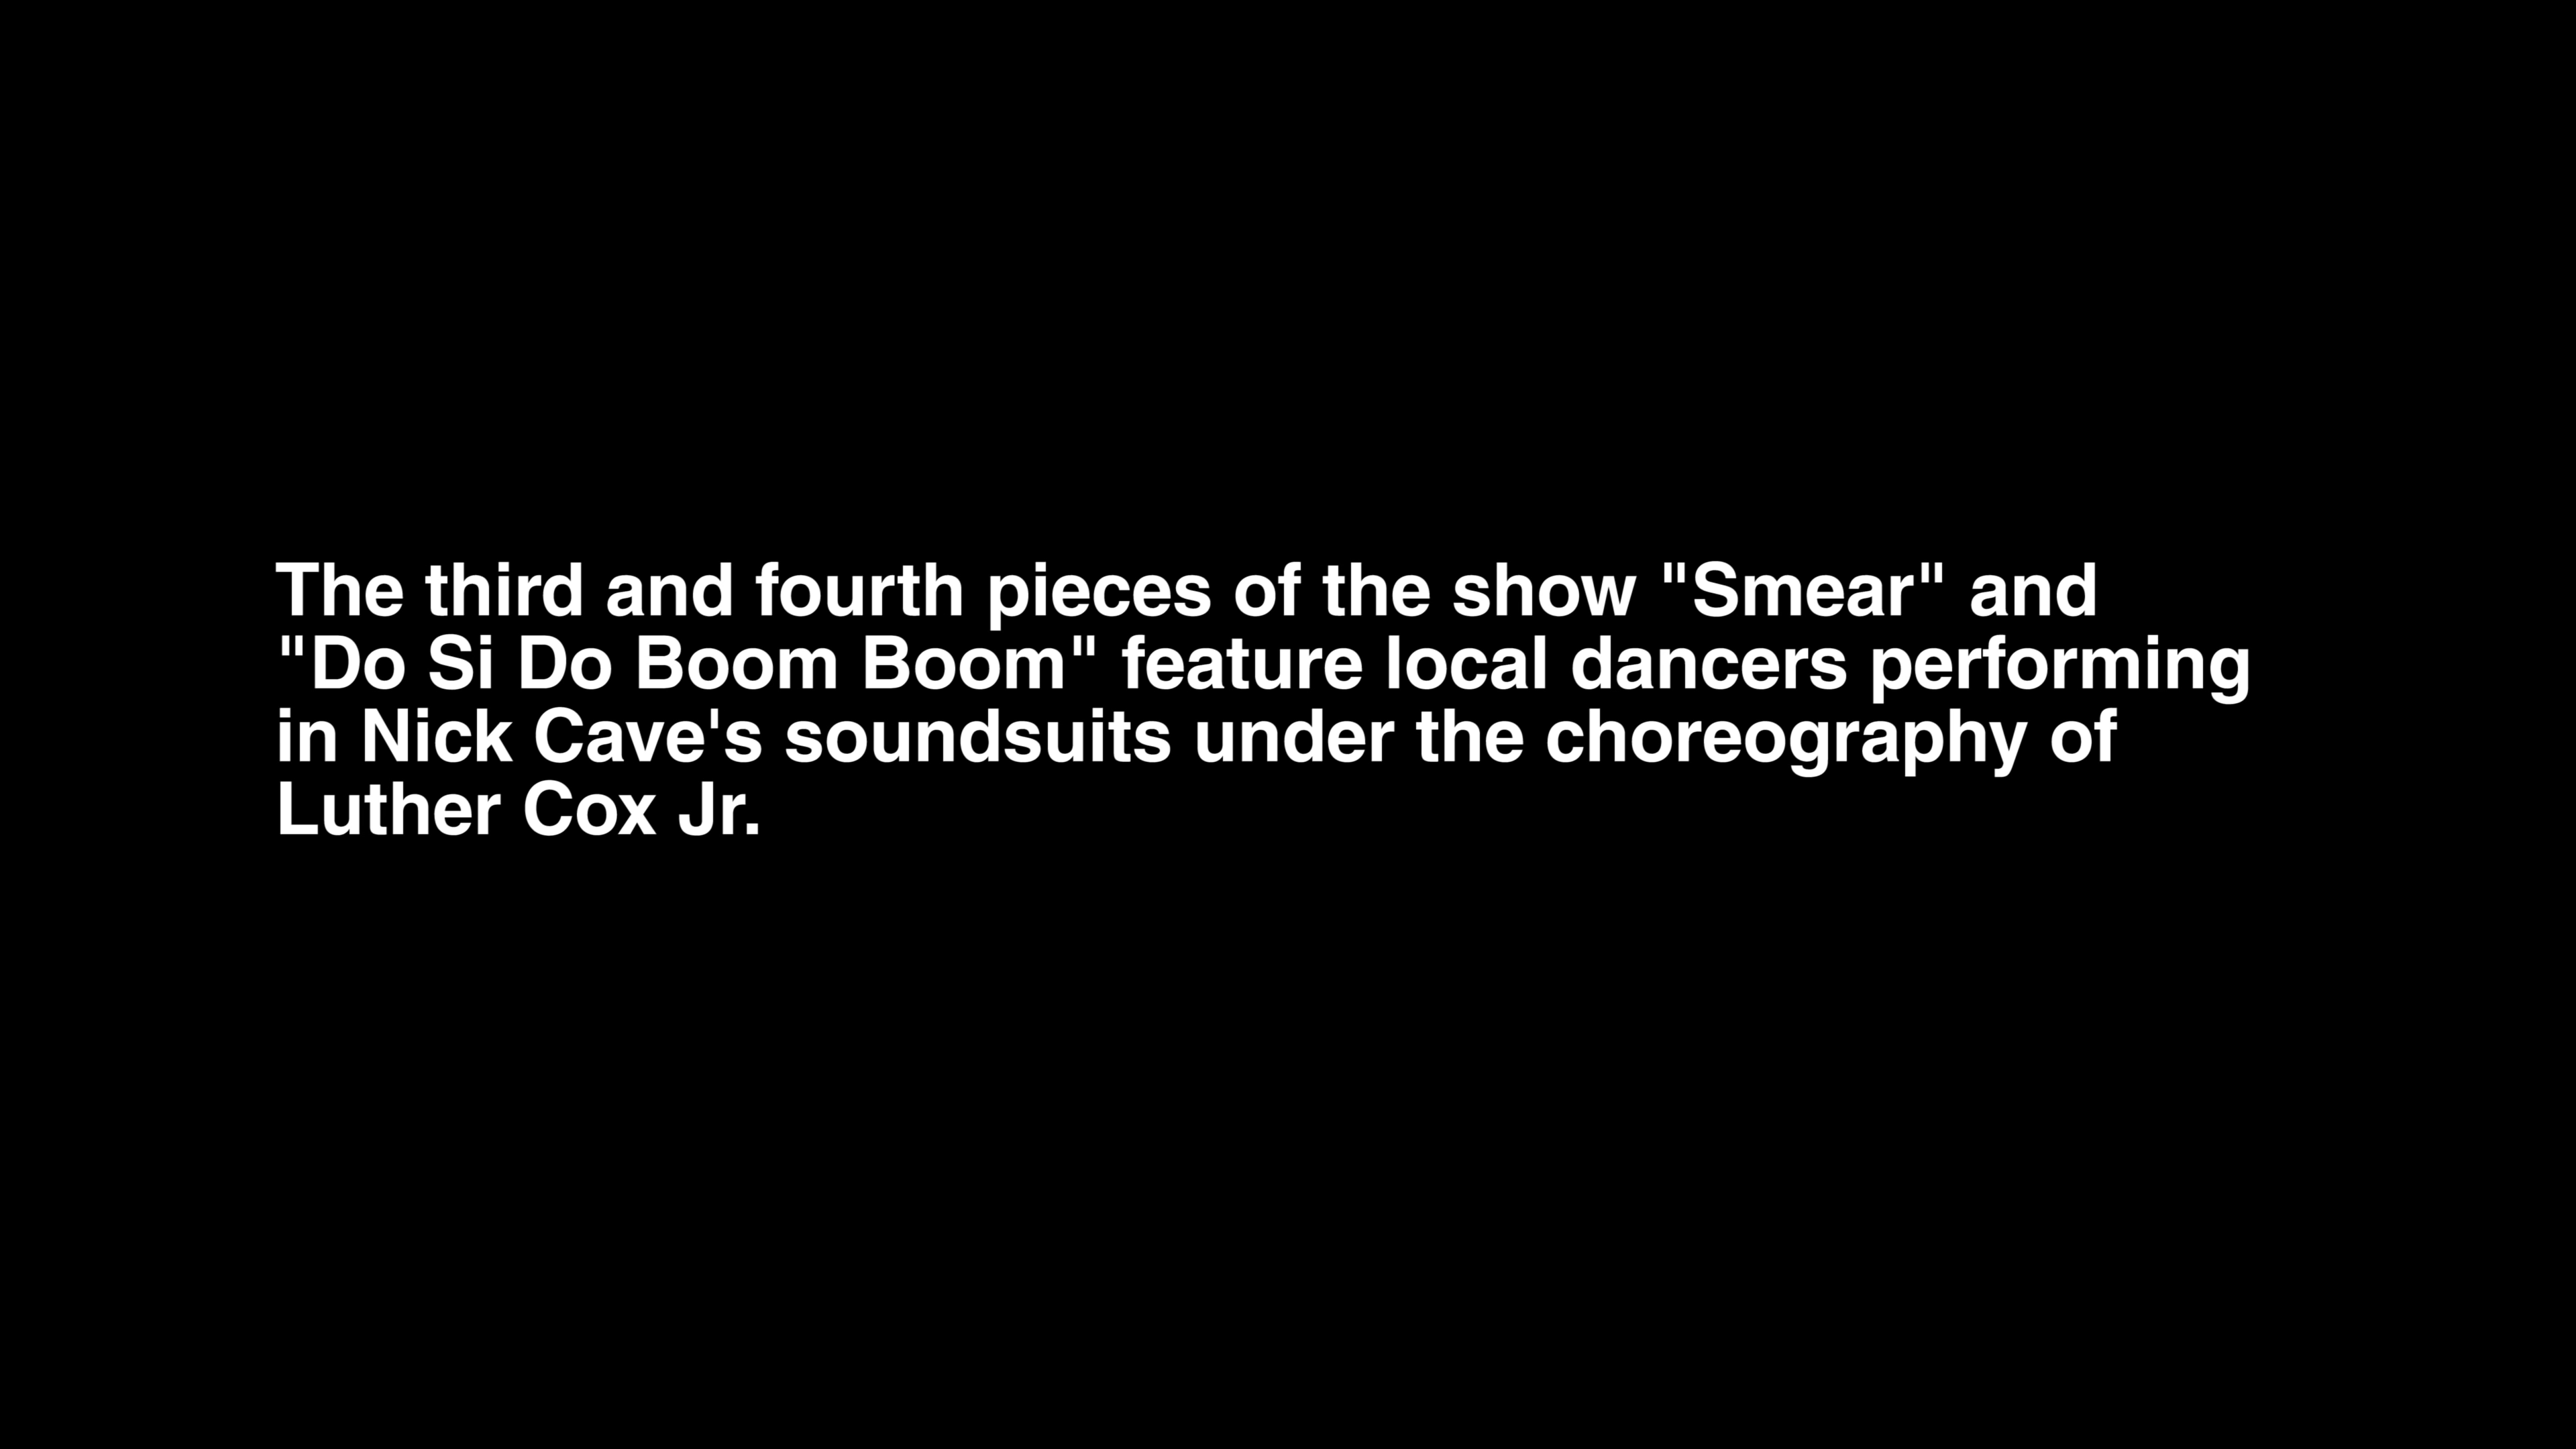 The third and fourth pieces of the show "Smear" and
"Do Si Do Boom Boom" feature local dancers performing
in Nick Cave's soundsuits under the choreography of
Luther Cox Jr.